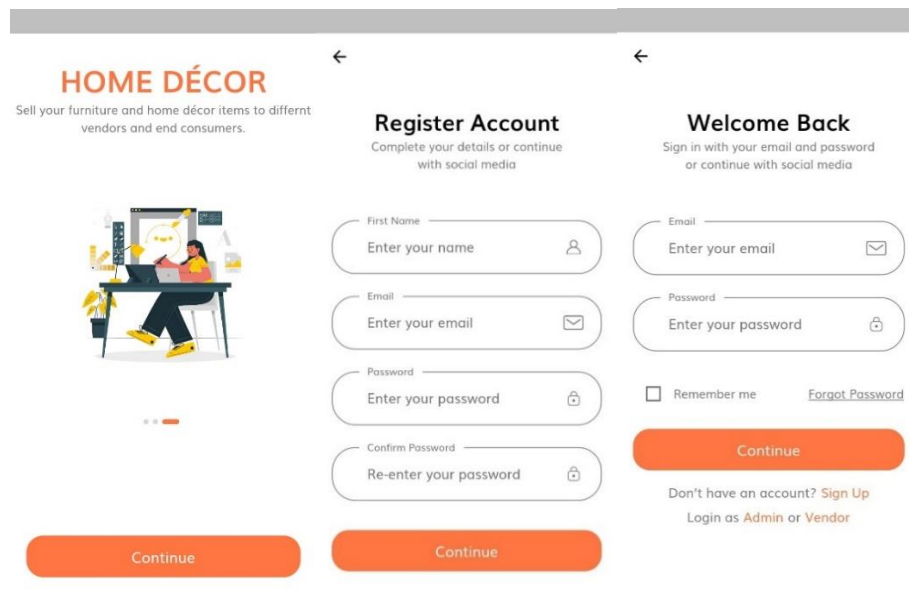 HOME DÉCOR
Sell your furniture and home décor items to differnt
vendors and end consumers.
Continue
Register Account
Complete your details or continue
with social media
First Name
Enter your name
Email
Enter your email
Password
Enter your password
Confirm Password
Re-enter your password
Continue
Welcome Back
Sign in with your email and password
or continue with social media
Email
Enter your email
Password
Enter your password
Remember me Forgot Password
Continue
Don't have an account? Sign Up
Login as Admin or Vendor